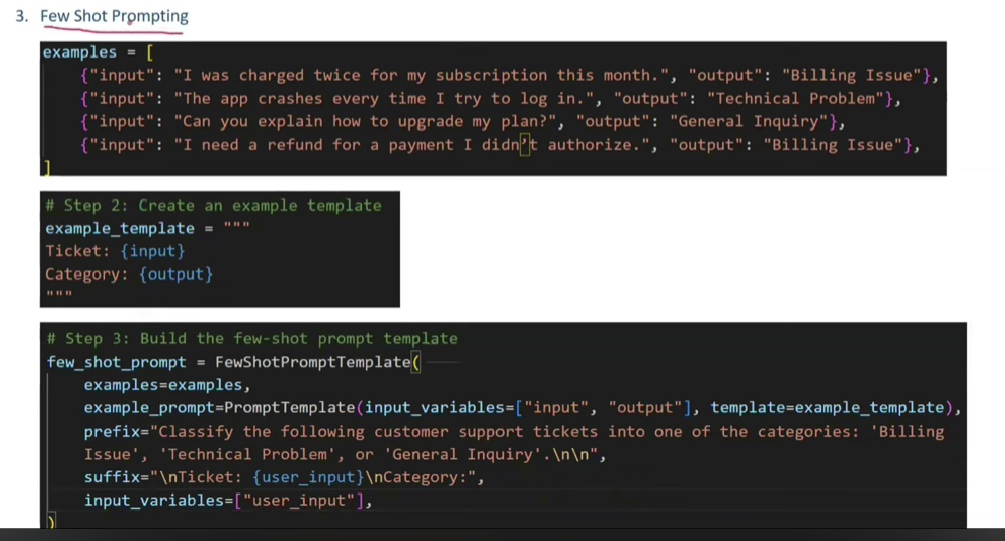 3. Few Shot Prompting
examples = [
    {"input": "I was charged twice for my subscription this month.", "output": "Billing Issue"},
    {"input": "The app crashes every time I try to log in.", "output": "Technical Problem"},
    {"input": "Can you explain how to upgrade my plan?", "output": "General Inquiry"},
    {"input": "I need a refund for a payment I didn’t authorize.", "output": "Billing Issue"},
]
# Step 2: Create an example template
example_template = """
Ticket: {input}
Category: {output}
"""
# Step 3: Build the few-shot prompt template
few_shot_prompt = FewShotPromptTemplate(
    examples=examples,
    example_prompt=PromptTemplate(input_variables=["input", "output"], template=example_template),
    prefix="Classify the following customer support tickets into one of the categories: 'Billing
    Issue', 'Technical Problem', or 'General Inquiry'.\n\n",
    suffix="\nTicket: {user_input}\nCategory:",
    input_variables=["user_input"],
)